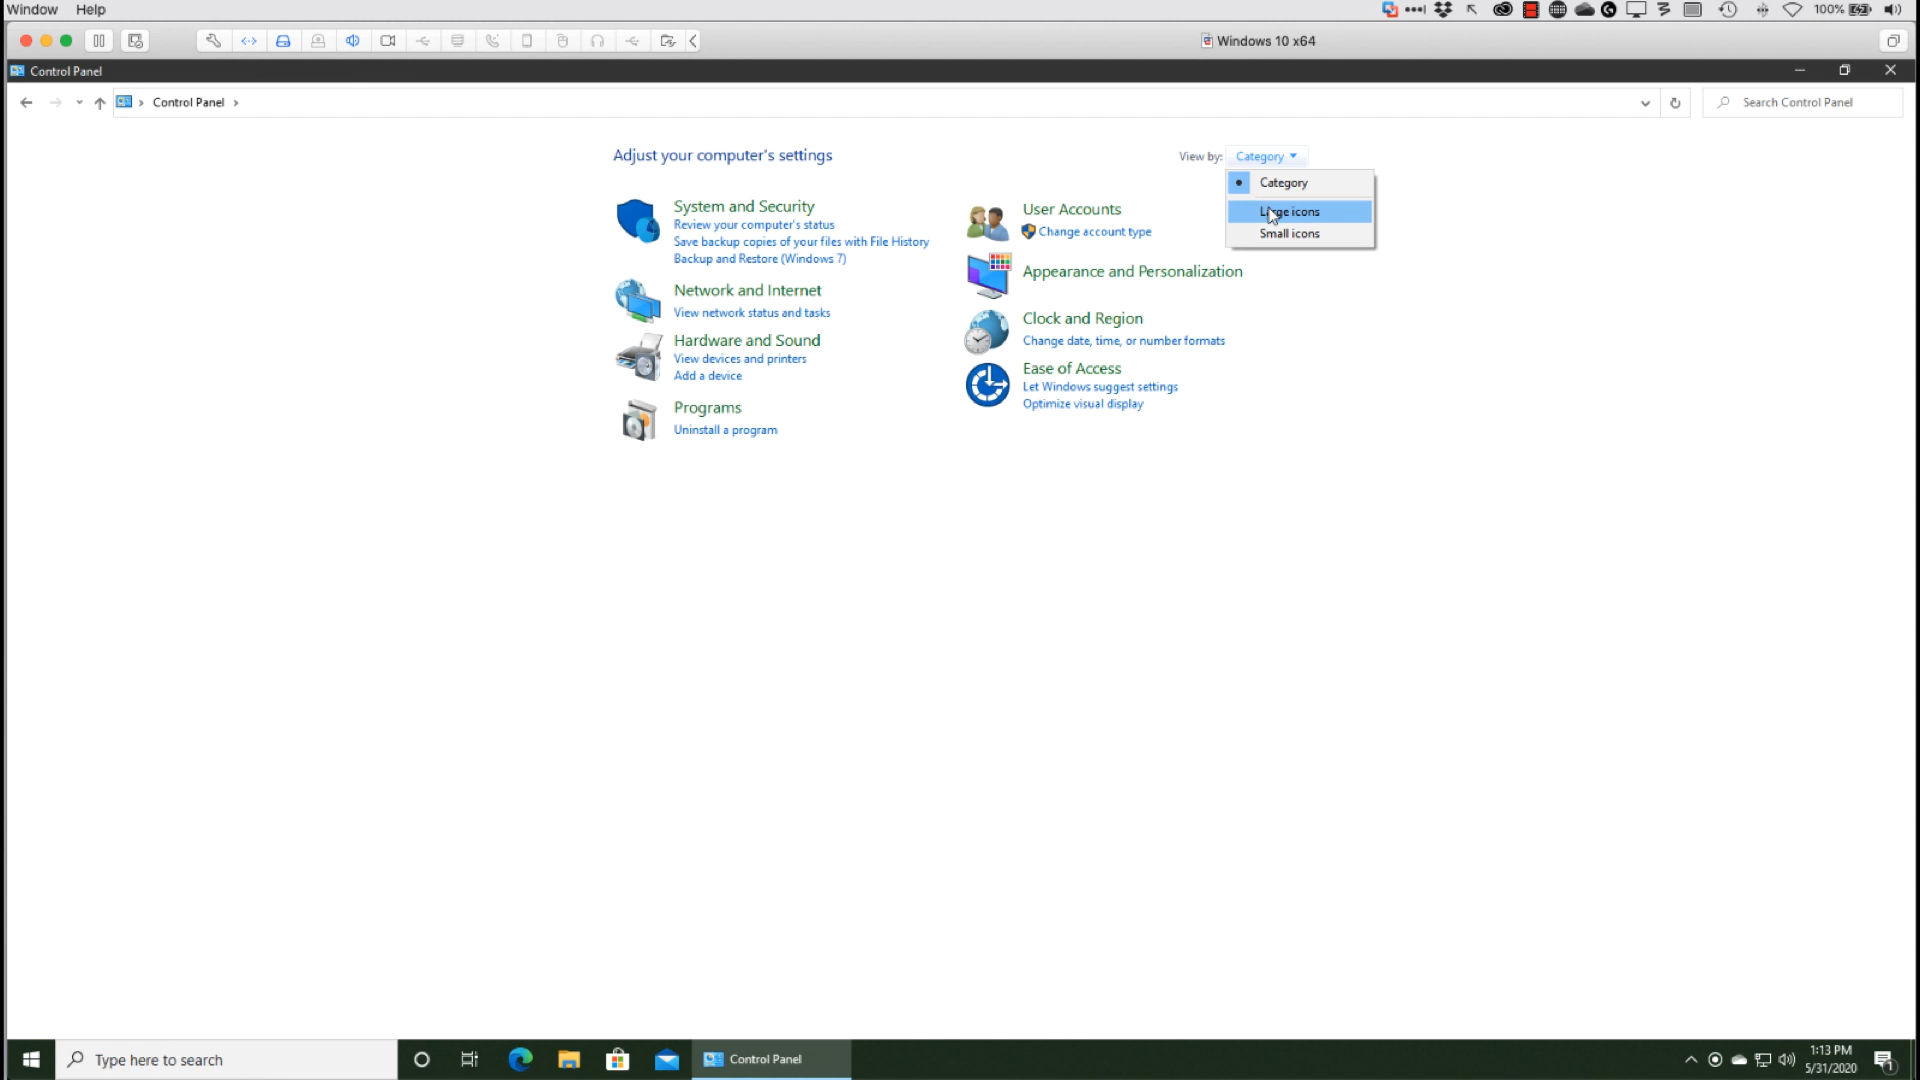 Window Help
100%
Windows 10 x64
Control Panel
Control Panel
Search Control Panel
Adjust your computer's settings
View by: Category
Category
Large icons
Small icons
System and Security
Review your computer's status
Save backup copies of your files with File History
Backup and Restore (Windows 7)
Network and Internet
View network status and tasks
Hardware and Sound
View devices and printers
Add a device
Programs
Uninstall a program
User Accounts
Change account type
Appearance and Personalization
Clock and Region
Change date, time, or number formats
Ease of Access
Let Windows suggest settings
Optimize visual display
Type here to search
Control Panel
1:13 PM
5/31/2020
1